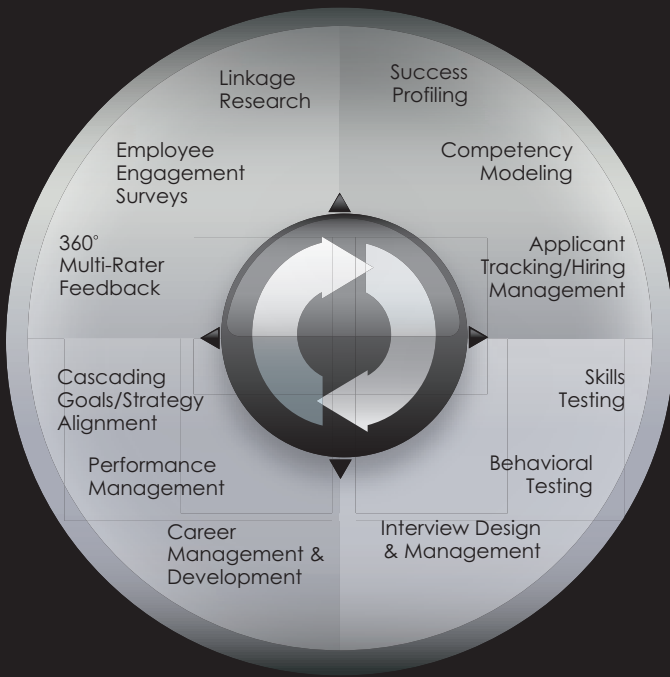 Linkage
Research
Success
Profiling
Employee
Engagement
Surveys
Competency
Modeling
360°
Multi-Rater
Feedback
Applicant
Tracking/Hiring
Management
Cascading
Goals/Strategy
Alignment
Skills
Testing
Performance
Management
Behavioral
Testing
Career
Management &
Development
Interview Design
& Management